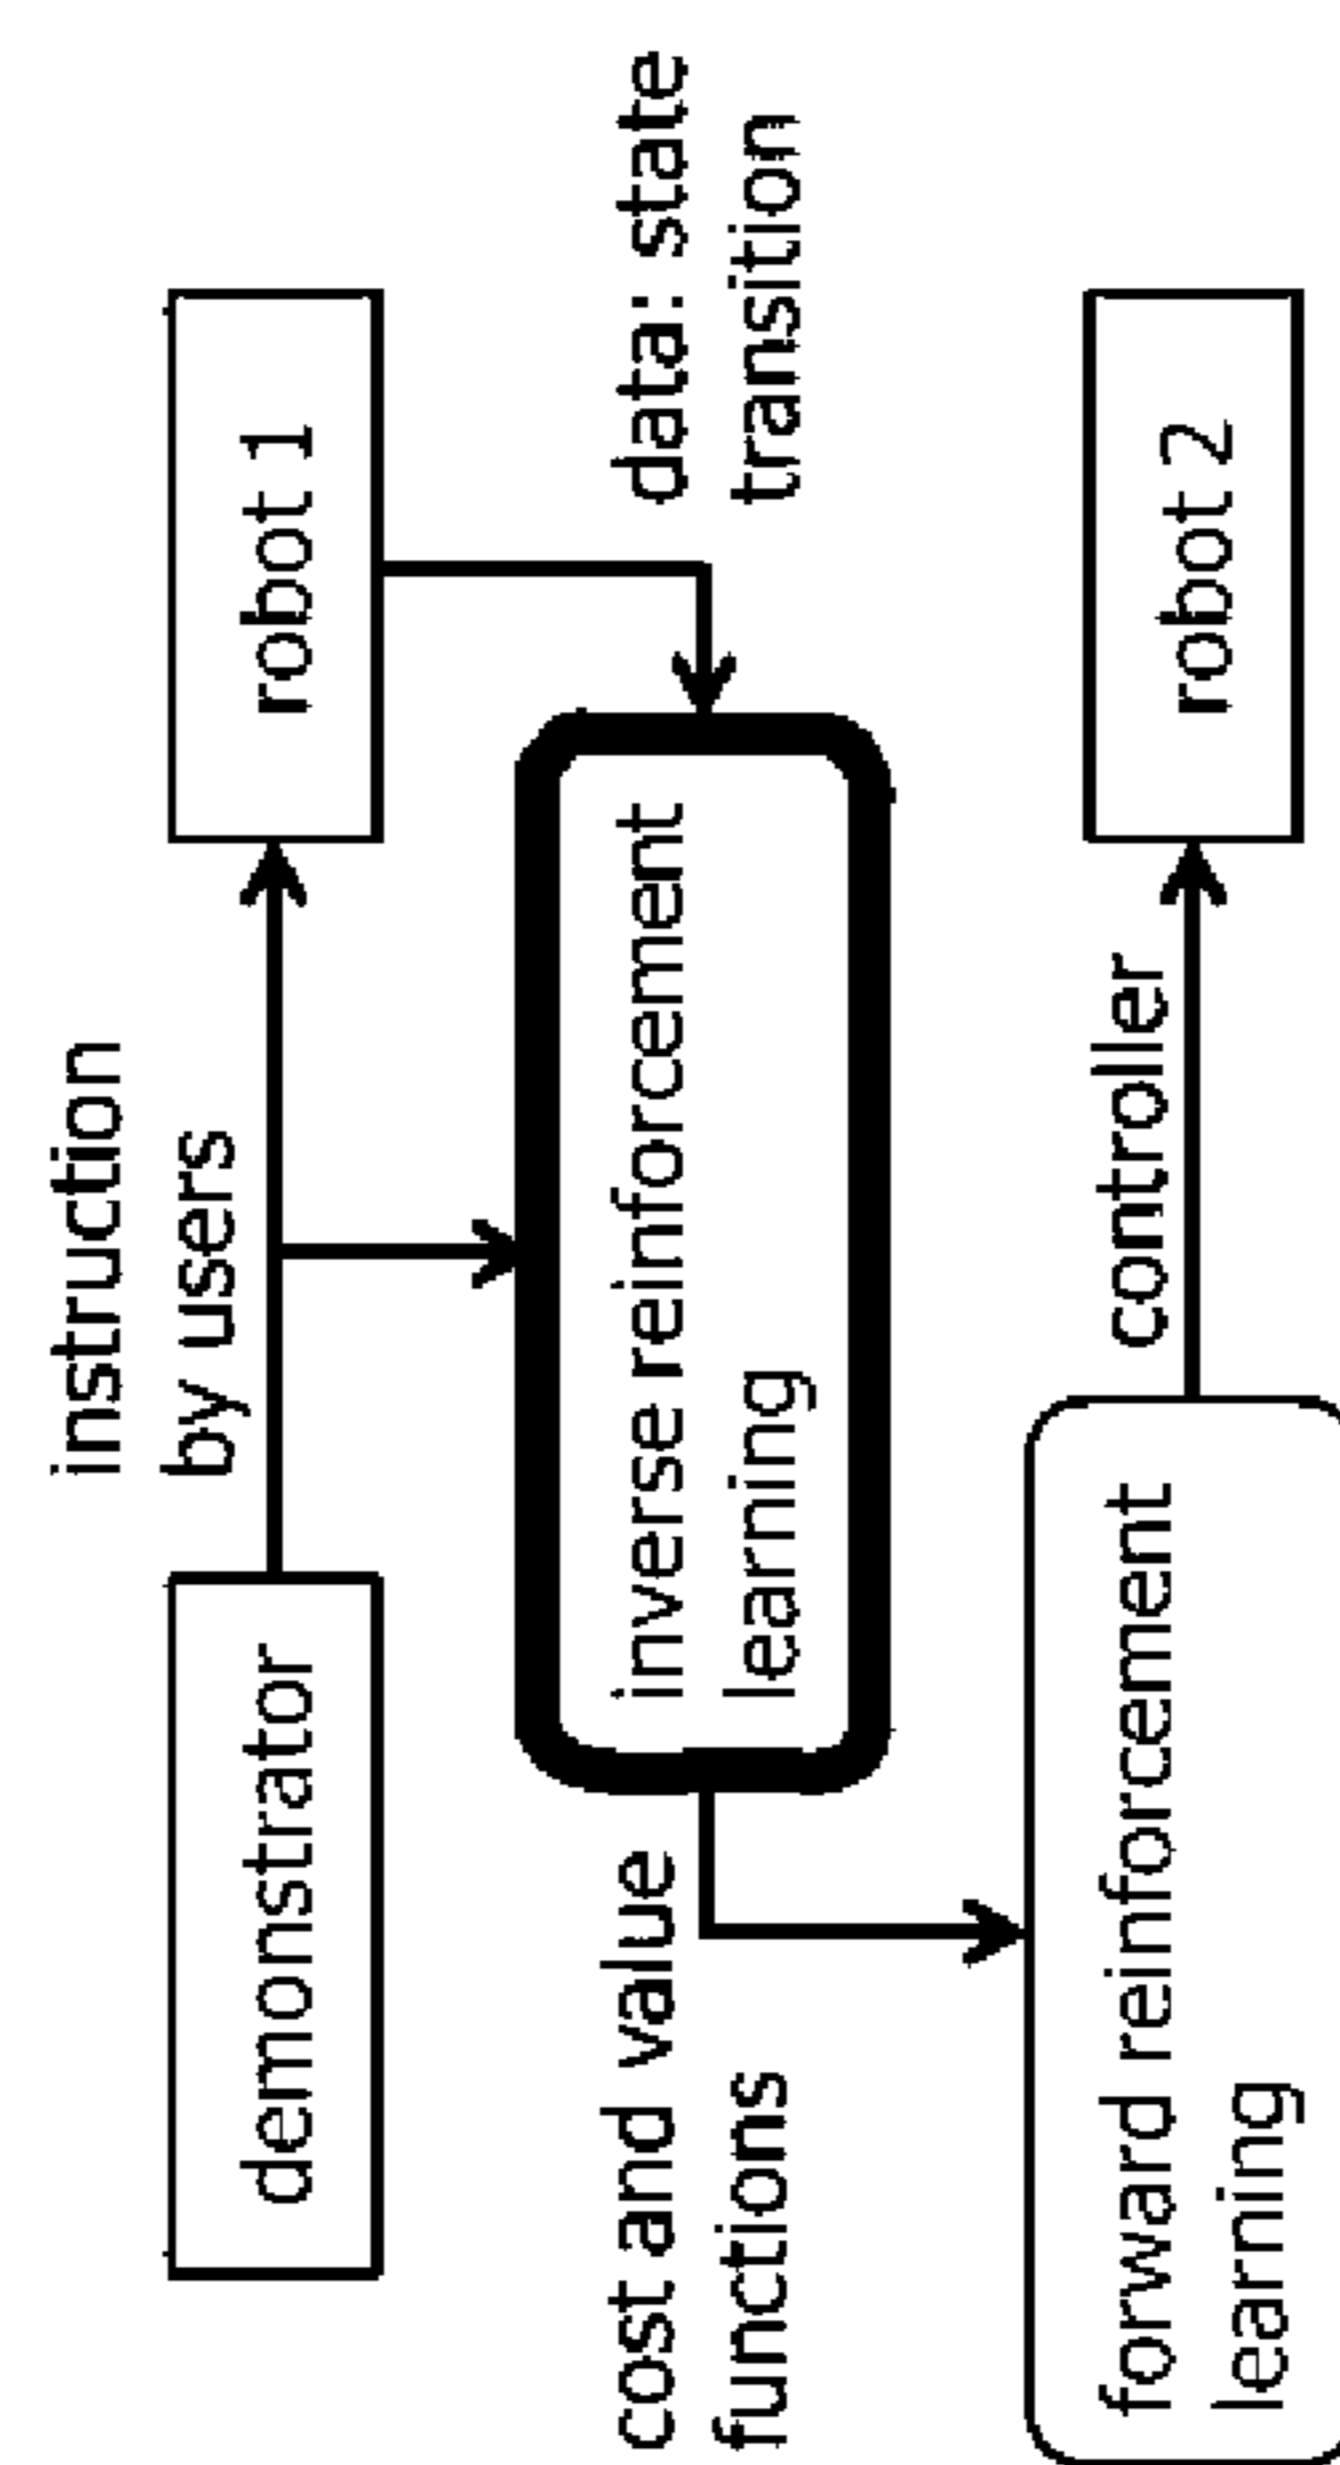 instruction
by users
demonstrator
robot 1
data: state
transition
inverse reinforcement
learning
cost and value
functions
forward reinforcement
learning
controller
robot 2